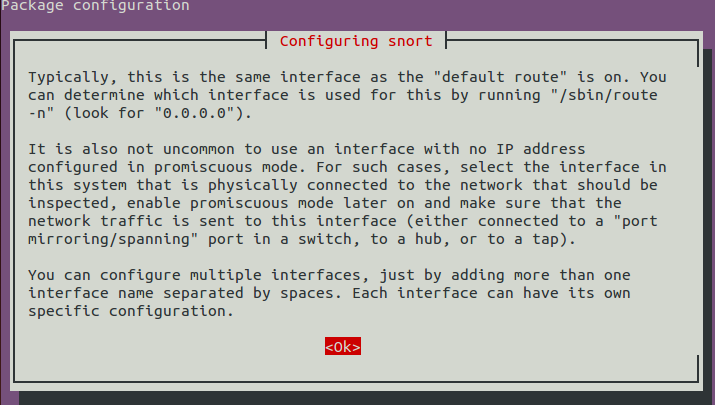 Package configuration
Configuring snort
Typically, this is the same interface as the "default route" is on. You
can determine which interface is used for this by running "/sbin/route
-n" (look for "0.0.0.0").
It is also not uncommon to use an interface with no IP address
configured in promiscuous mode. For such cases, select the interface in
this system that is physically connected to the network that should be
inspected, enable promiscuous mode later on and make sure that the
network traffic is sent to this interface (either connected to a "port
mirroring/spanning" port in a switch, to a hub, or to a tap).
You can configure multiple interfaces, just by adding more than one
interface name separated by spaces. Each interface can have its own
specific configuration.
<Ok>